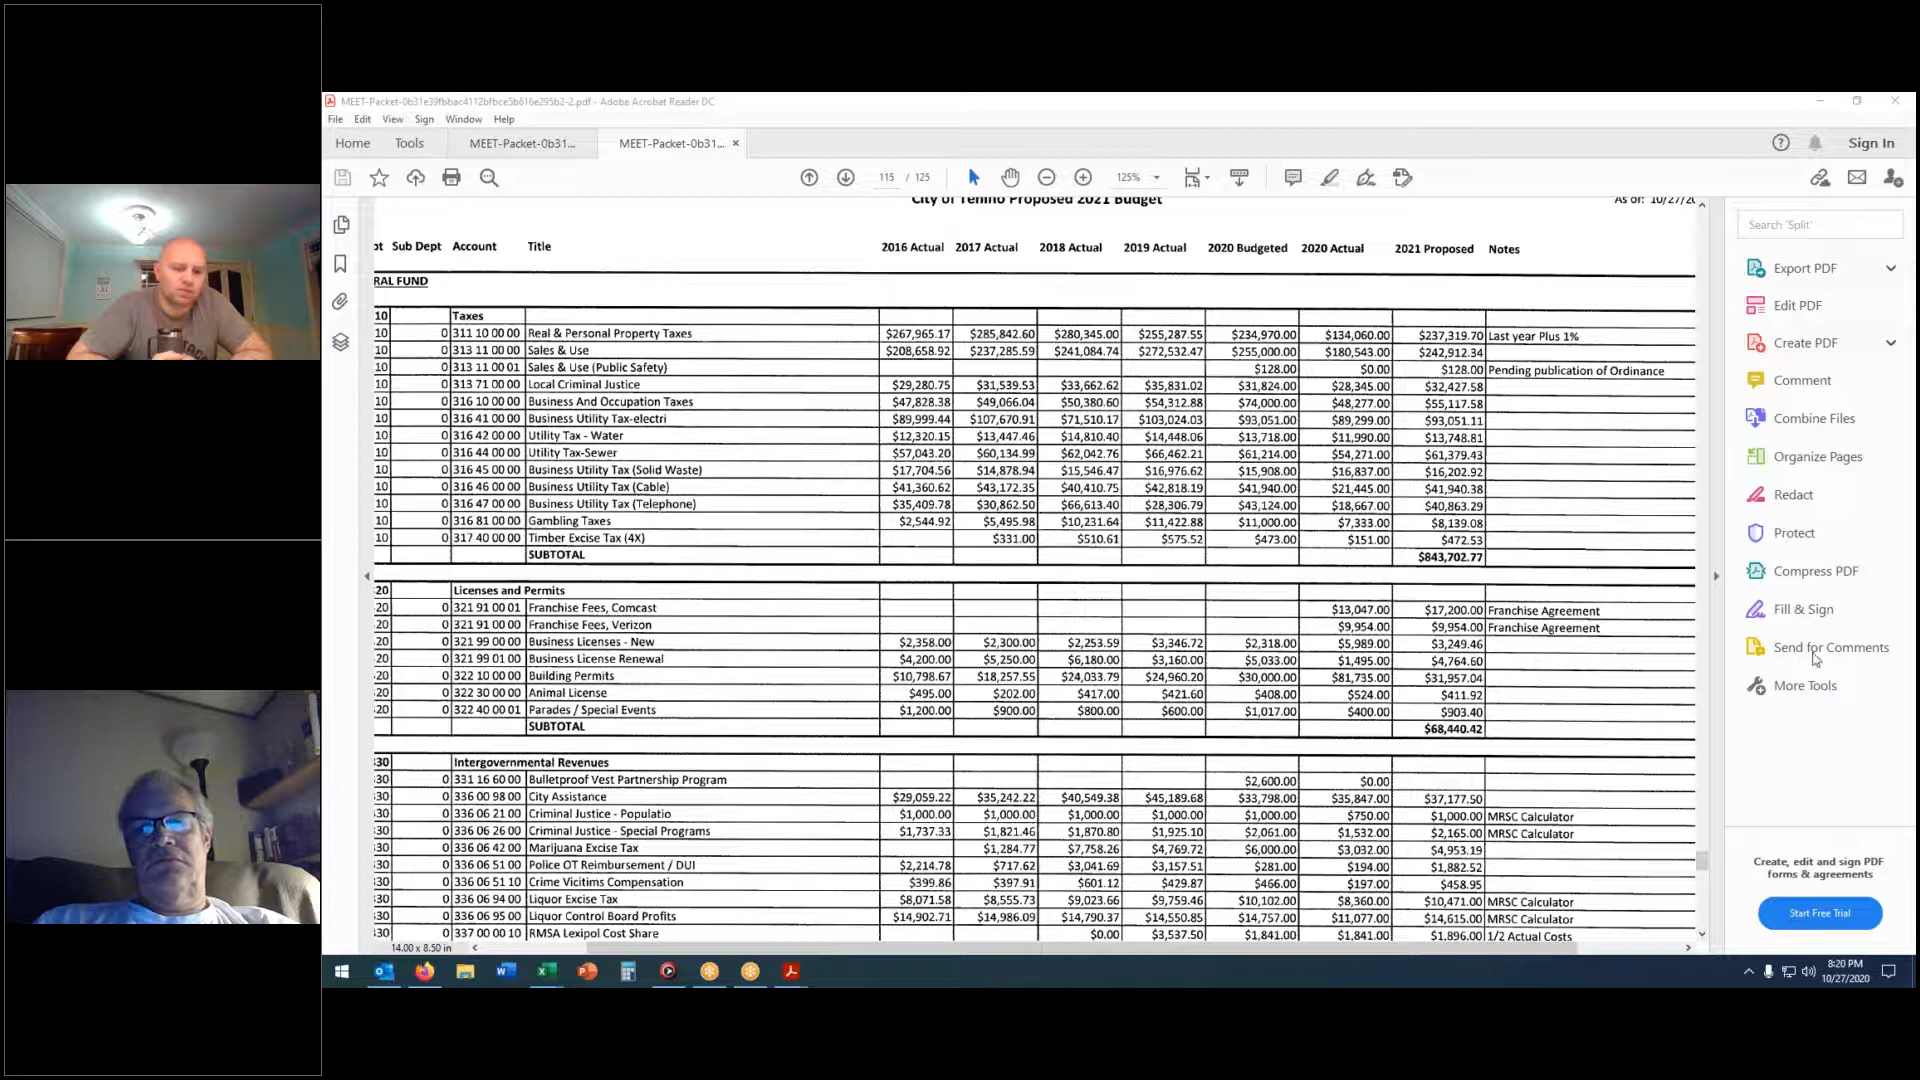 MEET-Packet-0b31e39fbbac4112bfbce5b616e295b2-2.pdf - Adobe Acrobat Reader DC
File Edit View Sign Window Help
Home Tools MEET-Packet-0b31... MEET-Packet-0b31... × Sign In
115 / 125 125%
City of Tenino Proposed 2021 Budget As of: 10/27/20
pt Sub Dept Account Title 2016 Actual 2017 Actual 2018 Actual 2019 Actual 2020 Budgeted 2020 Actual 2021 Proposed Notes
RAL FUND
10 Taxes
10 0 311 10 00 00 Real & Personal Property Taxes $267,965.17 $285,842.60 $280,345.00 $255,287.55 $234,970.00 $134,060.00 $237,319.70 Last year Plus 1%
10 0 313 11 00 00 Sales & Use $208,658.92 $237,285.59 $241,084.74 $272,532.47 $255,000.00 $180,543.00 $242,912.34
10 0 313 11 00 01 Sales & Use (Public Safety) $128.00 $0.00 $128.00 Pending publication of Ordinance
10 0 313 71 00 00 Local Criminal Justice $29,280.75 $31,539.53 $33,662.62 $35,831.02 $31,824.00 $28,345.00 $32,427.58
10 0 316 10 00 00 Business And Occupation Taxes $47,828.38 $49,066.04 $50,380.60 $54,312.88 $74,000.00 $48,277.00 $55,117.58
10 0 316 41 00 00 Business Utility Tax-electri $89,999.44 $107,670.91 $71,510.17 $103,024.03 $93,051.00 $89,299.00 $93,051.11
10 0 316 42 00 00 Utility Tax - Water $12,320.15 $13,447.46 $14,810.40 $14,448.06 $13,718.00 $11,990.00 $13,748.81
10 0 316 44 00 00 Utility Tax-Sewer $57,043.20 $60,134.99 $62,042.76 $66,462.21 $61,214.00 $54,271.00 $61,379.43
10 0 316 45 00 00 Business Utility Tax (Solid Waste) $17,704.56 $14,878.94 $15,546.47 $16,976.62 $15,908.00 $16,837.00 $16,202.92
10 0 316 46 00 00 Business Utility Tax (Cable) $41,360.62 $43,172.35 $40,410.75 $42,818.19 $41,940.00 $21,445.00 $41,940.38
10 0 316 47 00 00 Business Utility Tax (Telephone) $35,409.78 $30,862.50 $66,613.40 $28,306.79 $43,124.00 $18,667.00 $40,863.29
10 0 316 81 00 00 Gambling Taxes $2,544.92 $5,495.98 $10,231.64 $11,422.88 $11,000.00 $7,333.00 $8,139.08
10 0 317 40 00 00 Timber Excise Tax (4X) $331.00 $510.61 $575.52 $473.00 $151.00 $472.53
SUBTOTAL $843,702.77
20 Licenses and Permits
20 0 321 91 00 01 Franchise Fees, Comcast $13,047.00 $17,200.00 Franchise Agreement
20 0 321 91 00 00 Franchise Fees, Verizon $9,954.00 $9,954.00 Franchise Agreement
20 0 321 99 00 00 Business Licenses - New $2,358.00 $2,300.00 $2,253.59 $3,346.72 $2,318.00 $5,989.00 $3,249.46
20 0 321 99 01 00 Business License Renewal $4,200.00 $5,250.00 $6,180.00 $3,160.00 $5,033.00 $1,495.00 $4,764.60
20 0 322 10 00 00 Building Permits $10,798.67 $18,257.55 $24,033.79 $24,960.20 $30,000.00 $81,735.00 $31,957.04
20 0 322 30 00 00 Animal License $495.00 $202.00 $417.00 $421.60 $408.00 $524.00 $411.92
20 0 322 40 00 01 Parades / Special Events $1,200.00 $900.00 $800.00 $600.00 $1,017.00 $400.00 $903.40
SUBTOTAL $68,440.42
30 Intergovernmental Revenues
30 0 331 16 60 00 Bulletproof Vest Partnership Program $2,600.00 $0.00
30 0 336 00 98 00 City Assistance $29,059.22 $35,242.22 $40,549.38 $45,189.68 $33,798.00 $35,847.00 $37,177.50
30 0 336 06 21 00 Criminal Justice - Populatio $1,000.00 $1,000.00 $1,000.00 $1,000.00 $1,000.00 $750.00 $1,000.00 MRSC Calculator
30 0 336 06 26 00 Criminal Justice - Special Programs $1,737.33 $1,821.46 $1,870.80 $1,925.10 $2,061.00 $1,532.00 $2,165.00 MRSC Calculator
30 0 336 06 42 00 Marijuana Excise Tax $1,284.77 $7,758.26 $4,769.72 $6,000.00 $3,032.00 $4,953.19
30 0 336 06 51 00 Police OT Reimbursement / DUI $2,214.78 $717.62 $3,041.69 $3,157.51 $281.00 $194.00 $1,882.52
30 0 336 06 51 10 Crime Vicitims Compensation $399.86 $397.91 $601.12 $429.87 $466.00 $197.00 $458.95
30 0 336 06 94 00 Liquor Excise Tax $8,071.58 $8,555.73 $9,023.66 $9,759.46 $10,102.00 $8,360.00 $10,471.00 MRSC Calculator
30 0 336 06 95 00 Liquor Control Board Profits $14,902.71 $14,986.09 $14,790.37 $14,550.85 $14,757.00 $11,077.00 $14,615.00 MRSC Calculator
30 0 337 00 00 10 RMSA Lexipol Cost Share $0.00 $3,537.50 $1,841.00 $1,841.00 $1,896.00 1/2 Actual Costs
14.00 x 8.50 in
Search 'Split'
Export PDF
Edit PDF
Create PDF
Comment
Combine Files
Organize Pages
Redact
Protect
Compress PDF
Fill & Sign
Send for Comments
More Tools
Create, edit and sign PDF
forms & agreements
Start Free Trial
8:20 PM
10/27/2020